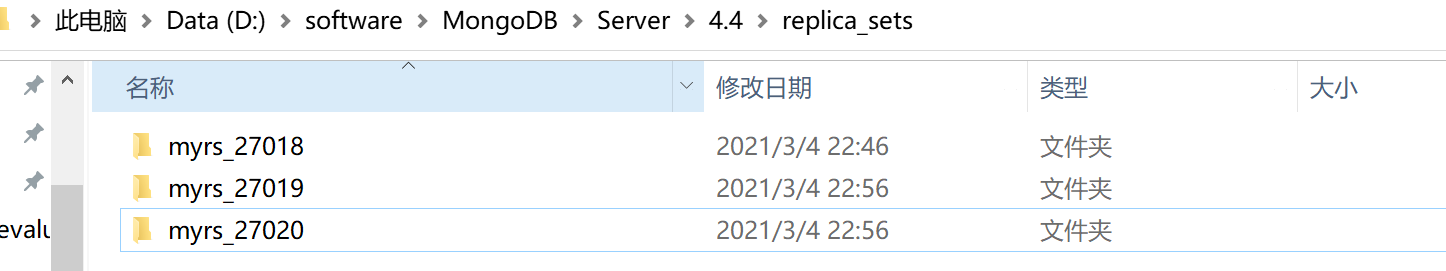 此电脑 > Data (D:) > software > MongoDB > Server > 4.4 > replica_sets
名称 修改日期 类型 大小
myrs_27018 2021/3/4 22:46 文件夹
myrs_27019 2021/3/4 22:56 文件夹
evalu
myrs_27020 2021/3/4 22:56 文件夹